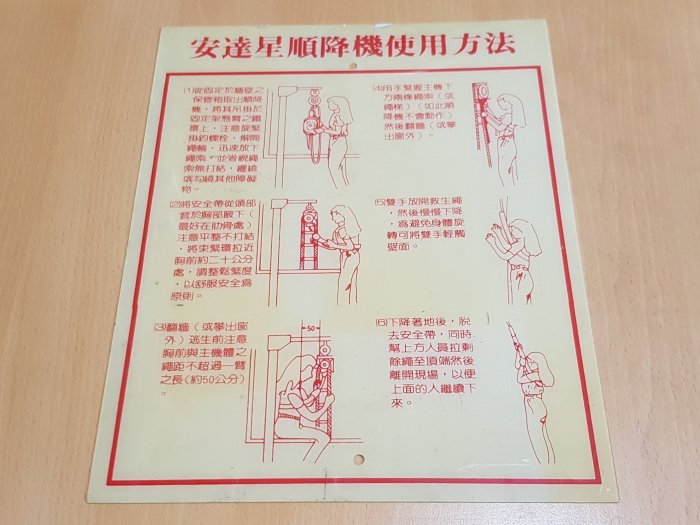 安達星順降機使用方法
⑴從固定於牆壁之
保管箱取出順降
機，將其吊掛於
固定架懸臂之鐵
環上，注意旋緊
掛鈎螺栓，解開
繩輪，迅速放下
繩索，並省視繩
索無打結，纏繞
或勾繞其他障礙
物。
⑵將安全帶從頭部
套於胸部腋下（
最好在肋骨處）
注意平整不打結
，將束緊環拉近
胸前約二十公分
處，調整鬆緊度
，以舒服安全為
原則。
⑶翻牆（或攀出窗
外）逃生前注意
胸前與主機體之
繩距不超過一臂
之長（約50公分）
。
50
⑷用手緊握主機下
方兩條繩索（或
繩梯）（如此順
降機不會動作）
然後翻牆（或攀
出窗外）。
⑸雙手放開救生繩
，然後慢慢下降
，為避免身體旋
轉可將雙手輕觸
壁面。
⑹下降著地後，脫
去安全帶，同時
幫上方人員拉剩
餘繩至頂端然後
離開現場，以便
上面的人繼續下
來。